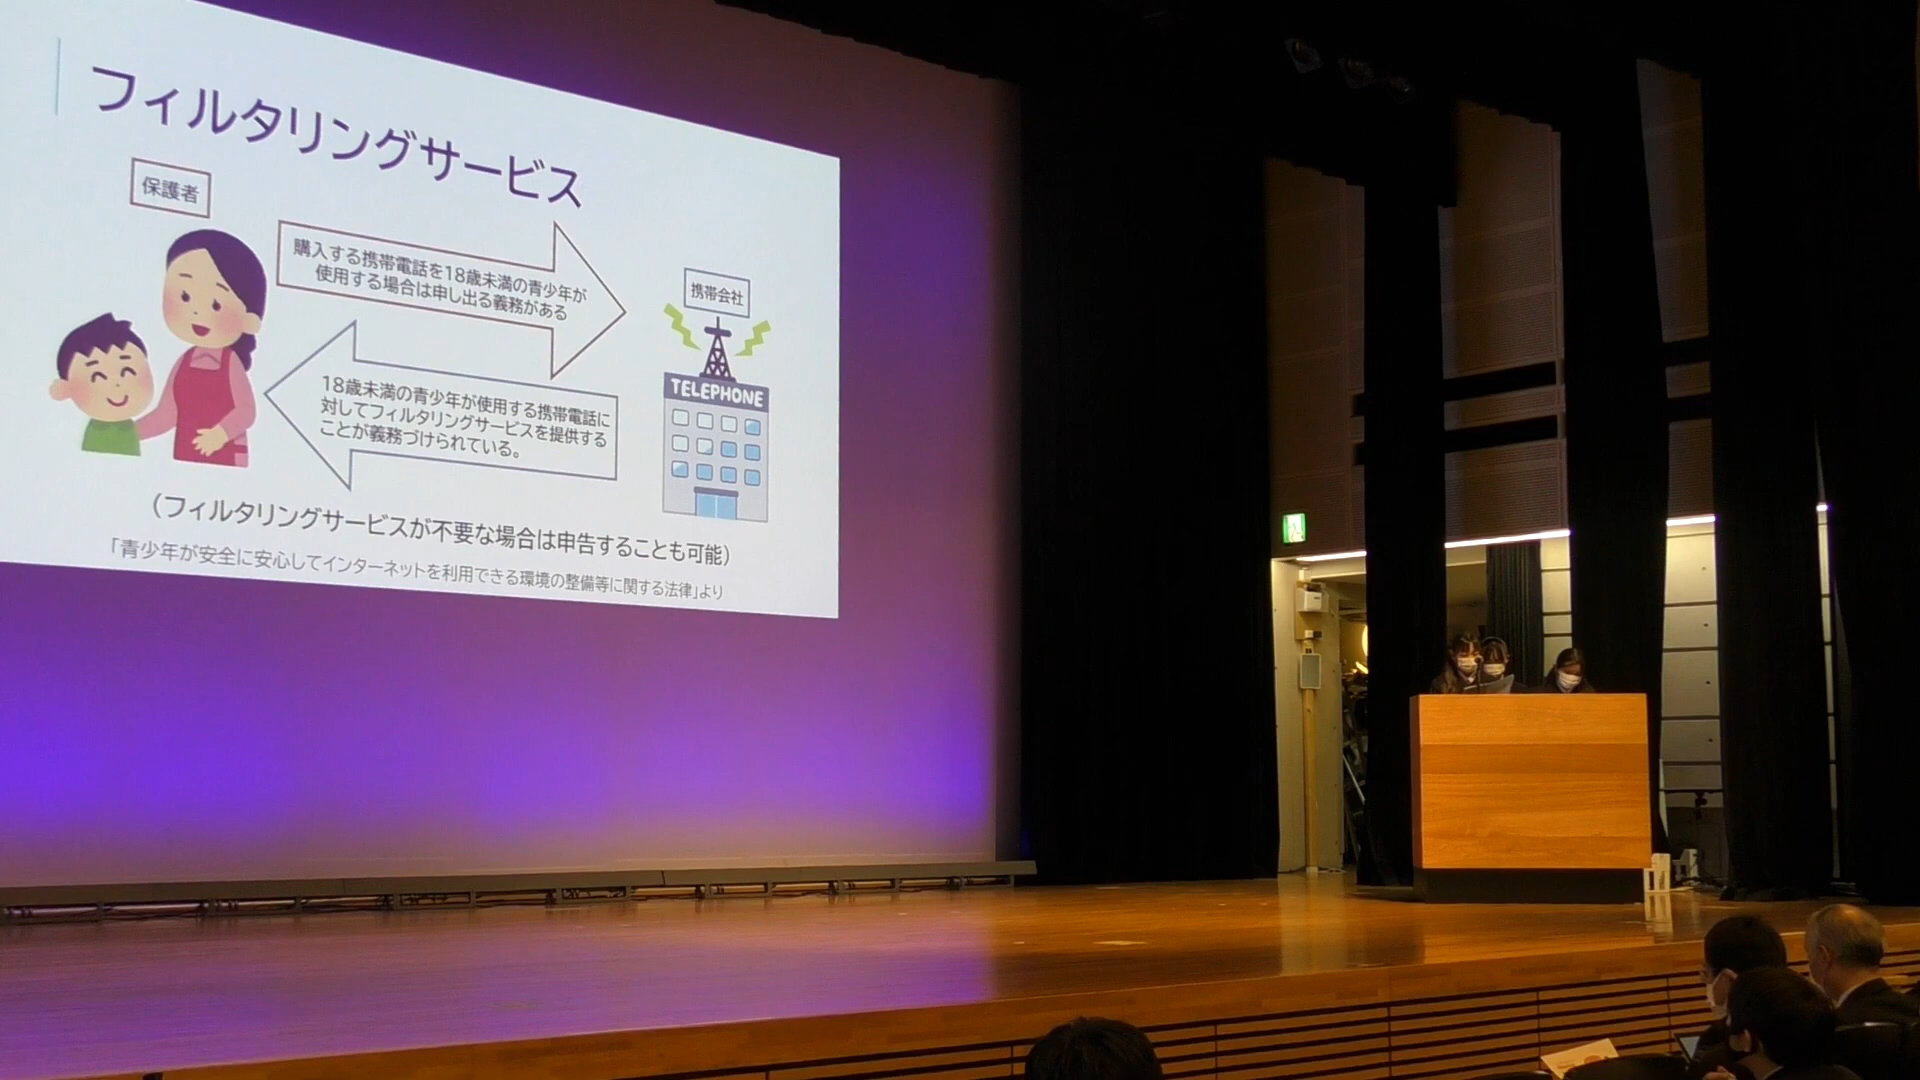 フィルタリングサービス
保護者
購入する携帯電話を18歳未満の青少年が
使用する場合は申し出る義務がある
携帯会社
TELEPHONE
18歳未満の青少年が使用する携帯電話に
対してフィルタリングサービスを提供する
ことが義務づけられている。
（フィルタリングサービスが不要な場合は申告することも可能）
「青少年が安全に安心してインターネットを利用できる環境の整備等に関する法律」より